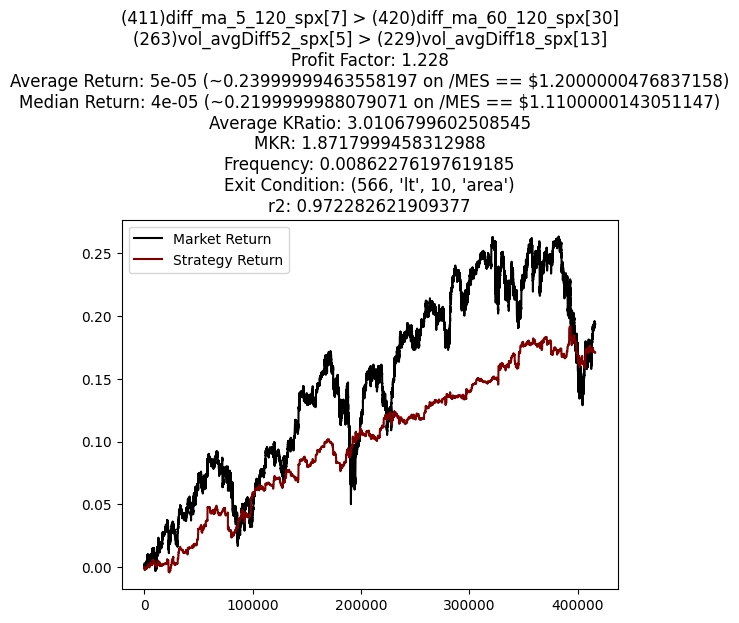 (411)diff_ma_5_120_spx[7] > (420)diff_ma_60_120_spx[30]
(263)vol_avgDiff52_spx[5] > (229)vol_avgDiff18_spx[13]
Profit Factor: 1.228
Average Return: 5e-05 (~0.23999999463558197 on /MES == $1.2000000476837158)
Median Return: 4e-05 (~0.2199999988079071 on /MES == $1.1100000143051147)
Average KRatio: 3.0106799602508545
MKR: 1.8717999458312988
Frequency: 0.00862276197619185
Exit Condition: (566, 'lt', 10, 'area')
r2: 0.972282621909377
Market Return
Strategy Return
0.25
0.20
0.15
0.10
0.05
0.00
0 100000 200000 300000 400000